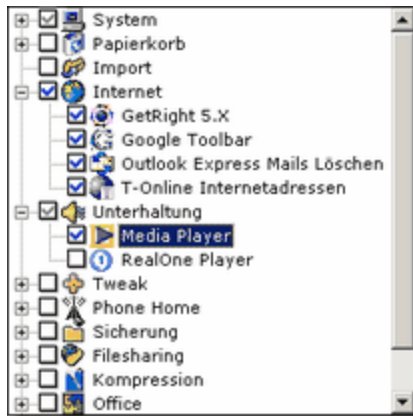 System
Papierkorb
Import
Internet
GetRight 5.X
Google Toolbar
Outlook Express Mails Löschen
T-Online Internetadressen
Unterhaltung
Media Player
RealOne Player
Tweak
Phone Home
Sicherung
Filesharing
Kompression
Office